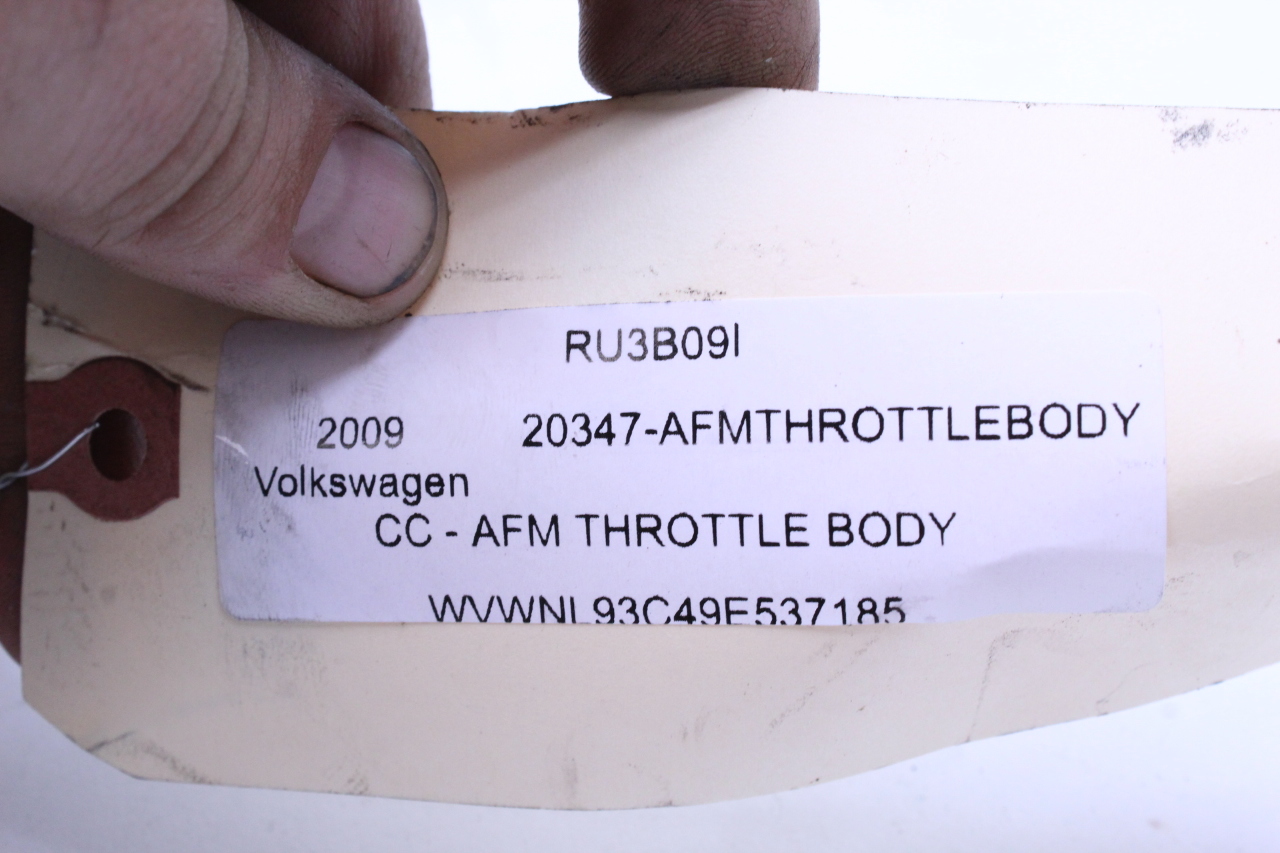 RU3B09I
2009 20347-AFMTHROTTLEBODY
Volkswagen
CC - AFM THROTTLE BODY
WVWNL93C49E537185